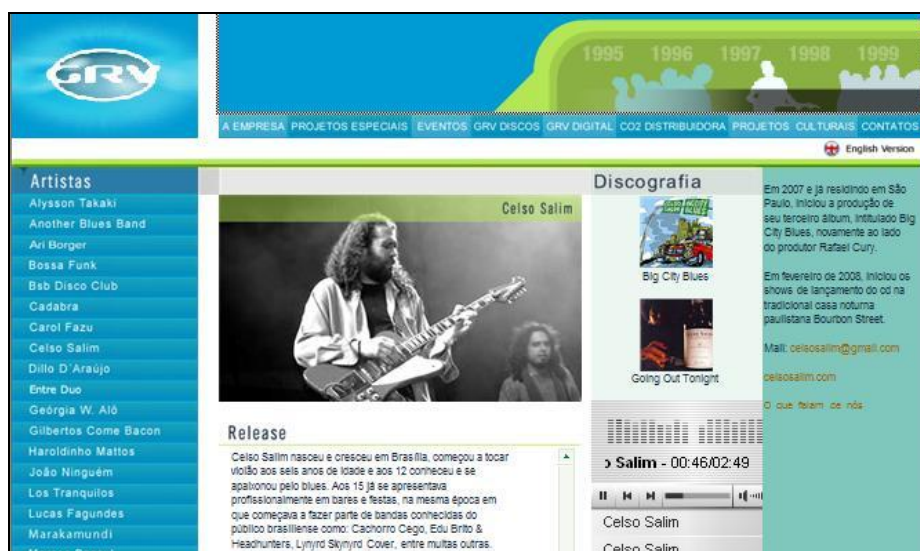 GRV
1995 1996 1997 1998 1999
A EMPRESA PROJETOS ESPECIAIS EVENTOS GRV DISCOS GRV DIGITAL CO2 DISTRIBUIDORA PROJETOS CULTURAIS CONTATOS
English Version
Artistas
Alysson Takaki
Another Blues Band
Ari Borger
Bossa Funk
Bsb Disco Club
Cadabra
Carol Fazu
Celso Salim
Dillo D´Araújo
Entre Duo
Geórgia W. Alô
Gilbertos Come Bacon
Haroldinho Mattos
João Ninguém
Los Tranquilos
Lucas Fagundes
Marakamundi
Celso Salim
Release
Celso Salim nasceu e cresceu em Brasília, começou a tocar
violão aos seis anos de idade e aos 12 conheceu e se
apaixonou pelo blues. Aos 15 já se apresentava
profissionalmente em bares e festas, na mesma época em
que começava a fazer parte de bandas conhecidas do
público brasiliense como: Cachorro Cego, Edu Brito &
Headhunters, Lynyrd Skynyrd Cover, entre muitas outras.
Discografia
Big City Blues
Going Out Tonight
Salim - 00:46/02:49
Celso Salim
Celso Salim
Em 2007 e já residindo em São
Paulo, iniciou a produção de
seu terceiro álbum, intitulado Big
City Blues, novamente ao lado
do produtor Rafael Cury.
Em fevereiro de 2008, iniciou os
shows de lançamento do cd na
tradicional casa noturna
paulistana Bourbon Street.
Mail: celsosalim@gmail.com
celsosalim.com
O que falam de nós